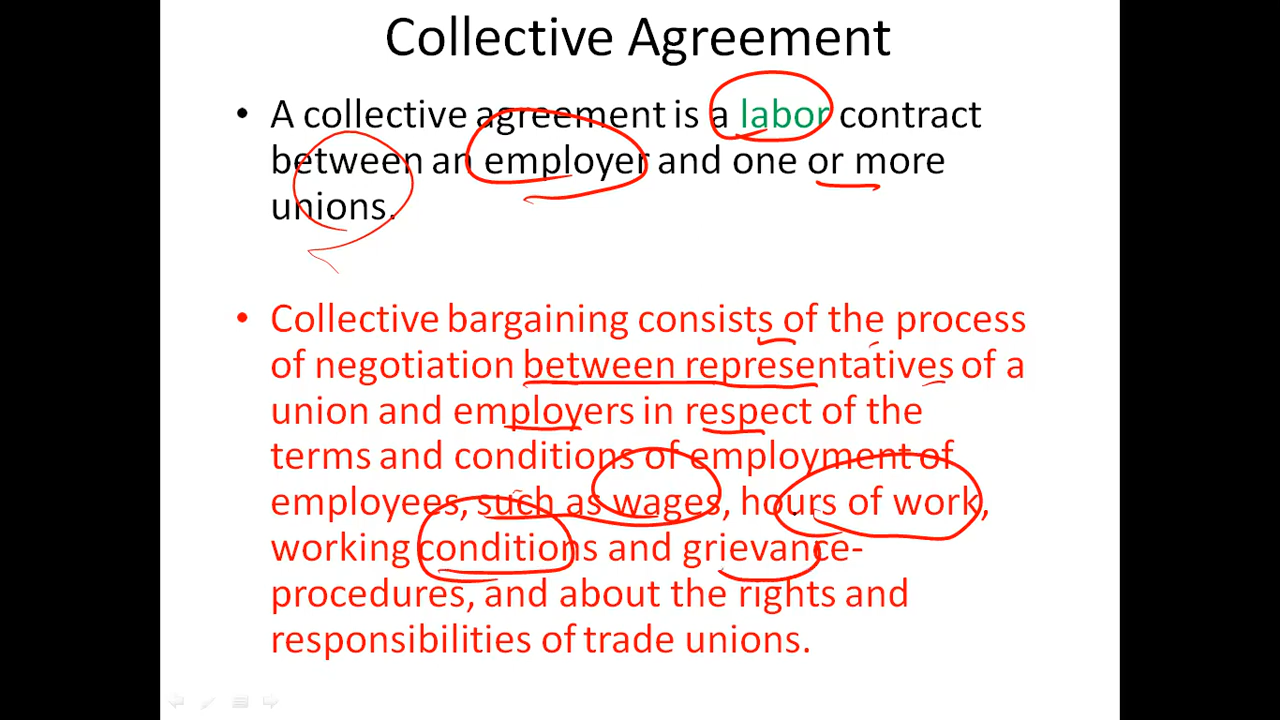 Collective Agreement
• A collective agreement is a labor contract
between an employer and one or more
unions.
• Collective bargaining consists of the process
of negotiation between representatives of a
union and employers in respect of the
terms and conditions of employment of
employees, such as wages, hours of work,
working conditions and grievance-
procedures, and about the rights and
responsibilities of trade unions.